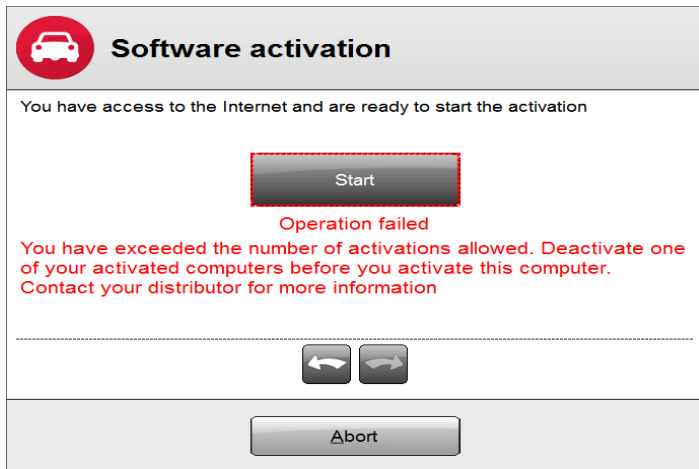 Software activation
You have access to the Internet and are ready to start the activation
Start
Operation failed
You have exceeded the number of activations allowed. Deactivate one
of your activated computers before you activate this computer.
Contact your distributor for more information
Abort